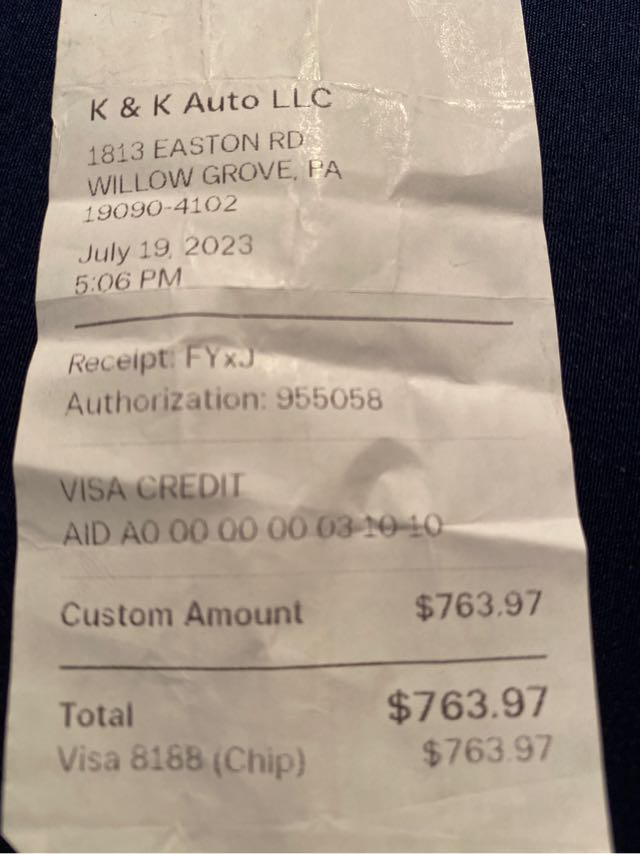 K & K Auto LLC
1813 EASTON RD
WILLOW GROVE, PA
19090-4102
July 19, 2023
5:06 PM
Receipt: FYxJ
Authorization: 955058
VISA CREDIT
AID A0 00 00 00 03 10 10
Custom Amount $763.97
Total $763.97
Visa 8188 (Chip) $763.97